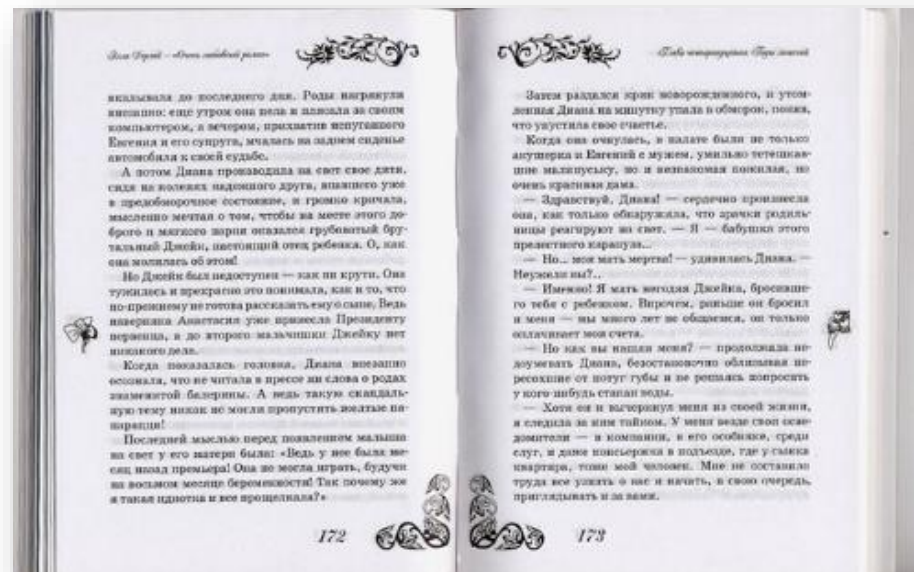 вкалывала до последнего дня. Роды нагрянули
внезапно: еще утром она пела и плясала за своим
компьютером, а вечером, прихватив испуганного
Евгения и его супруга, мчалась на заднем сиденье
автомобиля к своей судьбе.
А потом Диана производила на свет свое дитя,
сидя на коленях надежного друга, впавшего уже
в предобморочное состояние, и громко кричала,
мысленно мечтая о том, чтобы на месте этого до-
брого и мягкого парня оказался грубоватый бру-
тальный Джейк, настоящий отец ребенка. О, как
она молилась об этом!
Но Джейк был недоступен — как ни крути. Она
тужилась и прекрасно это понимала, как и то, что
по-прежнему не готова рассказать ему о сыне. Ведь
наверняка Анастасия уже принесла Президенту
первенца, а до второго мальчишки Джейку нет
никакого дела.
Когда показалась головка, Диана внезапно
осознала, что не читала в прессе ни слова о родах
знаменитой балерины. А ведь такую скандаль-
ную тему никак не могли пропустить желтые па-
парацци!
Последней мыслью перед появлением малыша
на свет у его матери была: «Ведь у нее была ме-
сяц назад премьера! Она не могла играть, будучи
на восьмом месяце беременности! Так почему же
я такая идиотка и все прощелкала?»
172
Затем раздался крик новорожденного, и утом-
ленная Диана на минутку упала в обморок, поняв,
что упустила свое счастье.
Когда она очнулась, в палате были не только
акушерка и Евгений с мужем, умильно тетешкав-
шие малипуську, но и незнакомая пожилая, но
очень красивая дама.
— Здравствуй, Диана! — сердечно произнесла
она, как только обнаружила, что зрачки родиль-
ницы реагируют на свет. — Я — бабушка этого
прелестного карапуза...
— Но... моя мать мертва! — удивилась Диана. —
Неужели вы?..
— Именно! Я мать негодяя Джейка, бросивше-
го тебя с ребенком. Впрочем, раньше он бросил
и меня — мы много лет не общаемся, он только
оплачивает мои счета.
— Но как вы нашли меня? — продолжала не-
доумевать Диана, безостановочно облизывая пе-
ресохшие от потуг губы и не решаясь попросить
у кого-нибудь стакан воды.
— Хотя он и вычеркнул меня из своей жизни,
я следила за ним тайком. У меня везде свои осве-
домители — в компании, в его особняке, среди
слуг, и даже консьержка в подъезде, где у сынка
квартира, тоже мой человек. Мне не составило
труда все узнать о вас и начать, в свою очередь,
приглядывать и за вами.
173